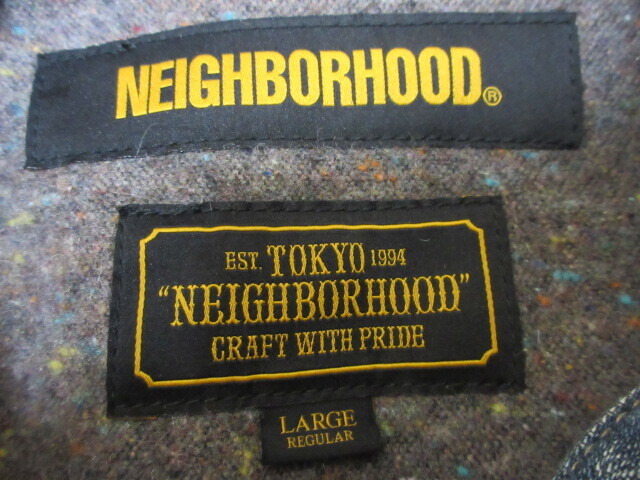 NEIGHBORHOOD®
EST. TOKYO 1994
"NEIGHBORHOOD"
CRAFT WITH PRIDE
LARGE
REGULAR